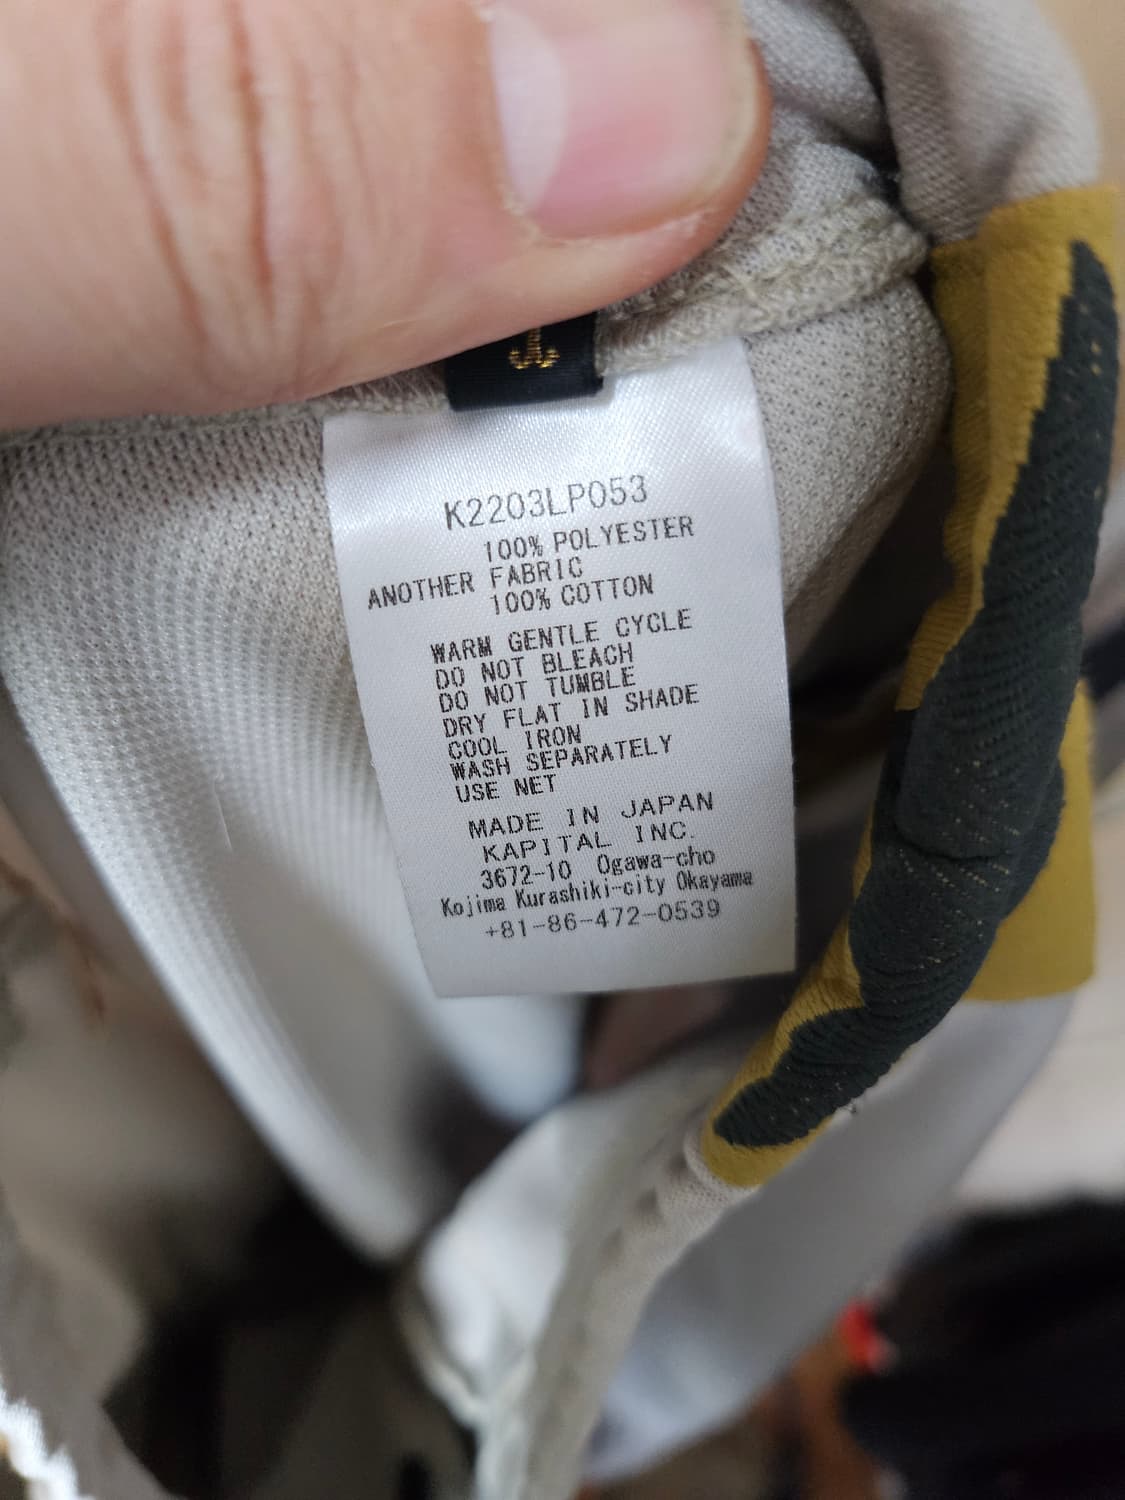 K2203LP053
100% POLYESTER
ANOTHER FABRIC
100% COTTON
WARM GENTLE CYCLE
DO NOT BLEACH
DO NOT TUMBLE
DRY FLAT IN SHADE
COOL IRON
WASH SEPARATELY
USE NET
MADE IN JAPAN
KAPITAL INC.
3672-10 Ogawa-cho
Kojima Kurashiki-city Okayama
+81-86-472-0539